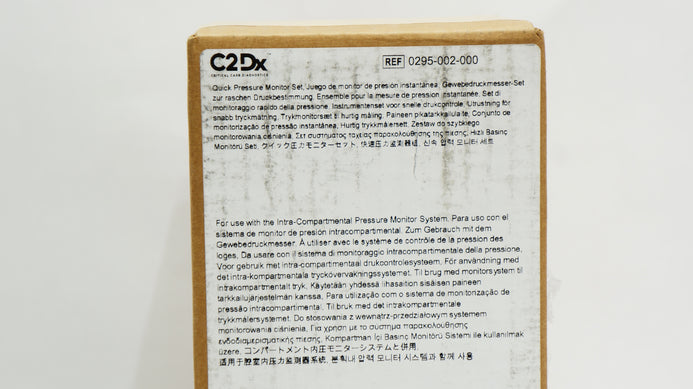 C2Dx
CRITICAL CARE DIAGNOSTICS
REF 0295-002-000
Quick Pressure Monitor Set, Juego de monitor de presión instantánea, Gewebedruckmesser-Set
zur raschen Druckbestimmung, Ensemble pour la mesure de pression instantanée, Set di
monitoraggio rapido della pressione, Instrumentenset voor snelle drukcontrole, Utrustning för
snabb tryckmätning, Trykmonitorsæt til hurtig måling, Paineen pikatarkkailulaite, Conjunto de
monitorização de pressão instantânea, Hurtig trykkmålersett, Zestaw do szybkiego
monitorowania ciśnienia, Σετ συστήματος ταχείας παρακολούθησης της πίεσης, Hızlı Basınç
Monitörü Seti, クイック圧力モニターセット, 快速压力监测器组, 신속 압력 모니터 세트
For use with the Intra-Compartmental Pressure Monitor System, Para uso con el
sistema de monitor de presión intracompartimental, Zum Gebrauch mit dem
Gewebedruckmesser, À utiliser avec le système de contrôle de la pression des
loges, Da usare con il sistema di monitoraggio intracompartimentale della pressione,
Voor gebruik met intra-compartimentaal drukcontrolesysteem, För användning med
det intra-kompartmentala tryckövervakningssystemet, Til brug med monitorsystem til
intrakompartmentalt tryk, Käytetään yhdessä lihasaition sisäisen paineen
tarkkailujärjestelmän kanssa, Para utilização com o sistema de monitorização de
pressão intracompartimental, Til bruk med det intrakompartmentale
trykkmålersystemet, Do stosowania z wewnątrz-przedziałowym systemem
monitorowania ciśnienia, Για χρήση με το σύστημα παρακολούθησης
ενδοδιαμερισματικής πίεσης, Kompartman İçi Basınç Monitörü Sistemi ile kullanılmak
üzere, コンパートメント内圧モニターシステムと併用,
适用于腔室内压力监测器系统, 분획내 압력 모니터 시스템과 함께 사용